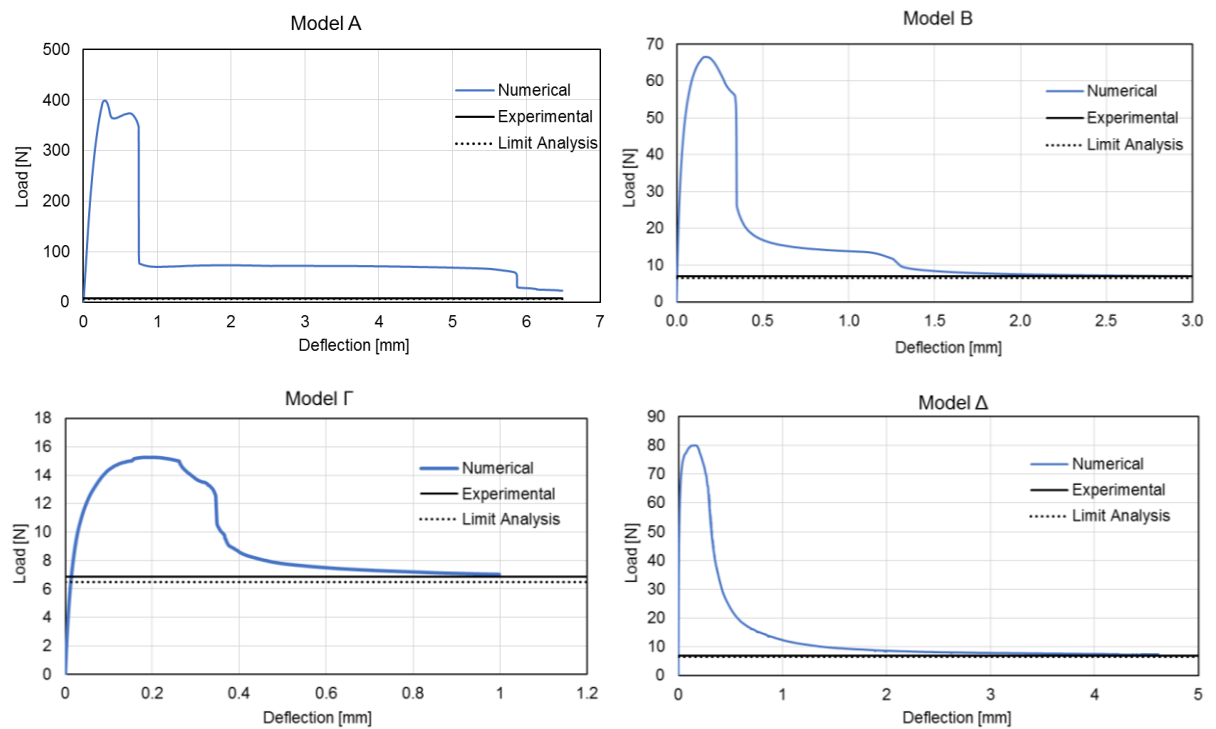 Model A
500
400
300
200
100
0
Load [N]
0 1 2 3 4 5 6 7
Deflection [mm]
Numerical
Experimental
Limit Analysis
Model B
70
60
50
40
30
20
10
0
Load [N]
0.0 0.5 1.0 1.5 2.0 2.5 3.0
Deflection [mm]
Numerical
Experimental
Limit Analysis
Model Γ
18
16
14
12
10
8
6
4
2
0
Load [N]
0 0.2 0.4 0.6 0.8 1 1.2
Deflection [mm]
Numerical
Experimental
Limit Analysis
Model Δ
90
80
70
60
50
40
30
20
10
0
Load [N]
0 1 2 3 4 5
Deflection [mm]
Numerical
Experimental
Limit Analysis